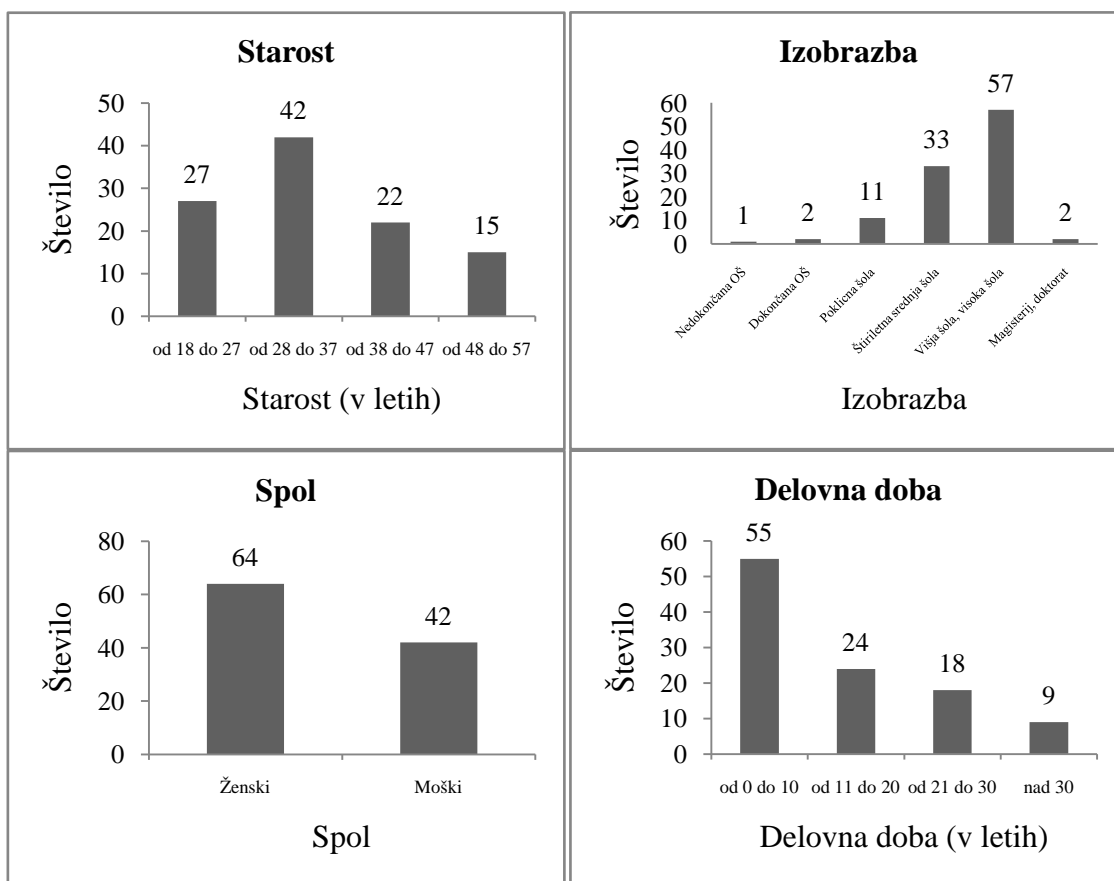 Starost
50
40
30
20
10
0
Število
27
42
22
15
od 18 do 27 od 28 do 37 od 38 do 47 od 48 do 57
Starost (v letih)
Izobrazba
60
50
40
30
20
10
0
Število
1
2
11
33
57
2
Nedokončana OŠ
Dokončana OŠ
Poklicna šola
Štiriletna srednja šola
Višja šola, visoka šola
Magisterij, doktorat
Izobrazba
Spol
80
60
40
20
0
Število
64
42
Ženski Moški
Spol
Delovna doba
60
50
40
30
20
10
0
Število
55
24
18
9
od 0 do 10 od 11 do 20 od 21 do 30 nad 30
Delovna doba (v letih)